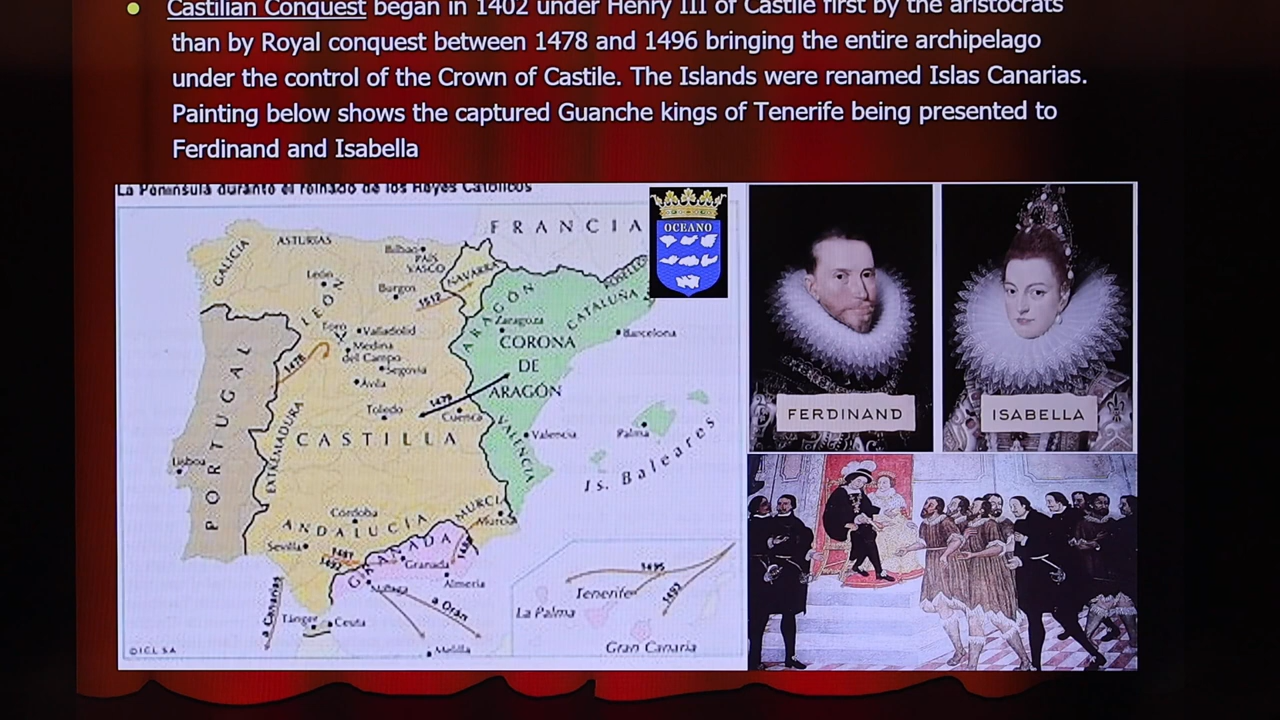 Castilian Conquest began in 1402 under Henry III of Castile first by the aristocrats
than by Royal conquest between 1478 and 1496 bringing the entire archipelago
under the control of the Crown of Castile. The Islands were renamed Islas Canarias.
Painting below shows the captured Guanche kings of Tenerife being presented to
Ferdinand and Isabella
La Península durante el reinado de los Reyes Católicos
FRANCIA
OCEANO
ASTURIAS
GALICIA
Bilbao
PAÍS
VASCO
NAVARRA
León
LEÓN
Burgos
1512
ARAGÓN
CATALUÑA
Zaragoza
Barcelona
Toro
Valladolid
Medina
del Campo
Segovia
Ávila
1478
CORONA
DE
ARAGÓN
PORTUGAL
Toledo
1479
Cuenca
CASTILLA
EXTREMADURA
VALENCIA
Valencia
Palma
Is. Baleares
Lisboa
Córdoba
ANDALUCÍA
MURCIA
Murcia
Sevilla
GRANADA
Granada
Almería
Málaga
a Canarias
Tánger
Ceuta
a Orán
Melilla
1495
1492
Tenerife
La Palma
Gran Canaria
FERDINAND
ISABELLA